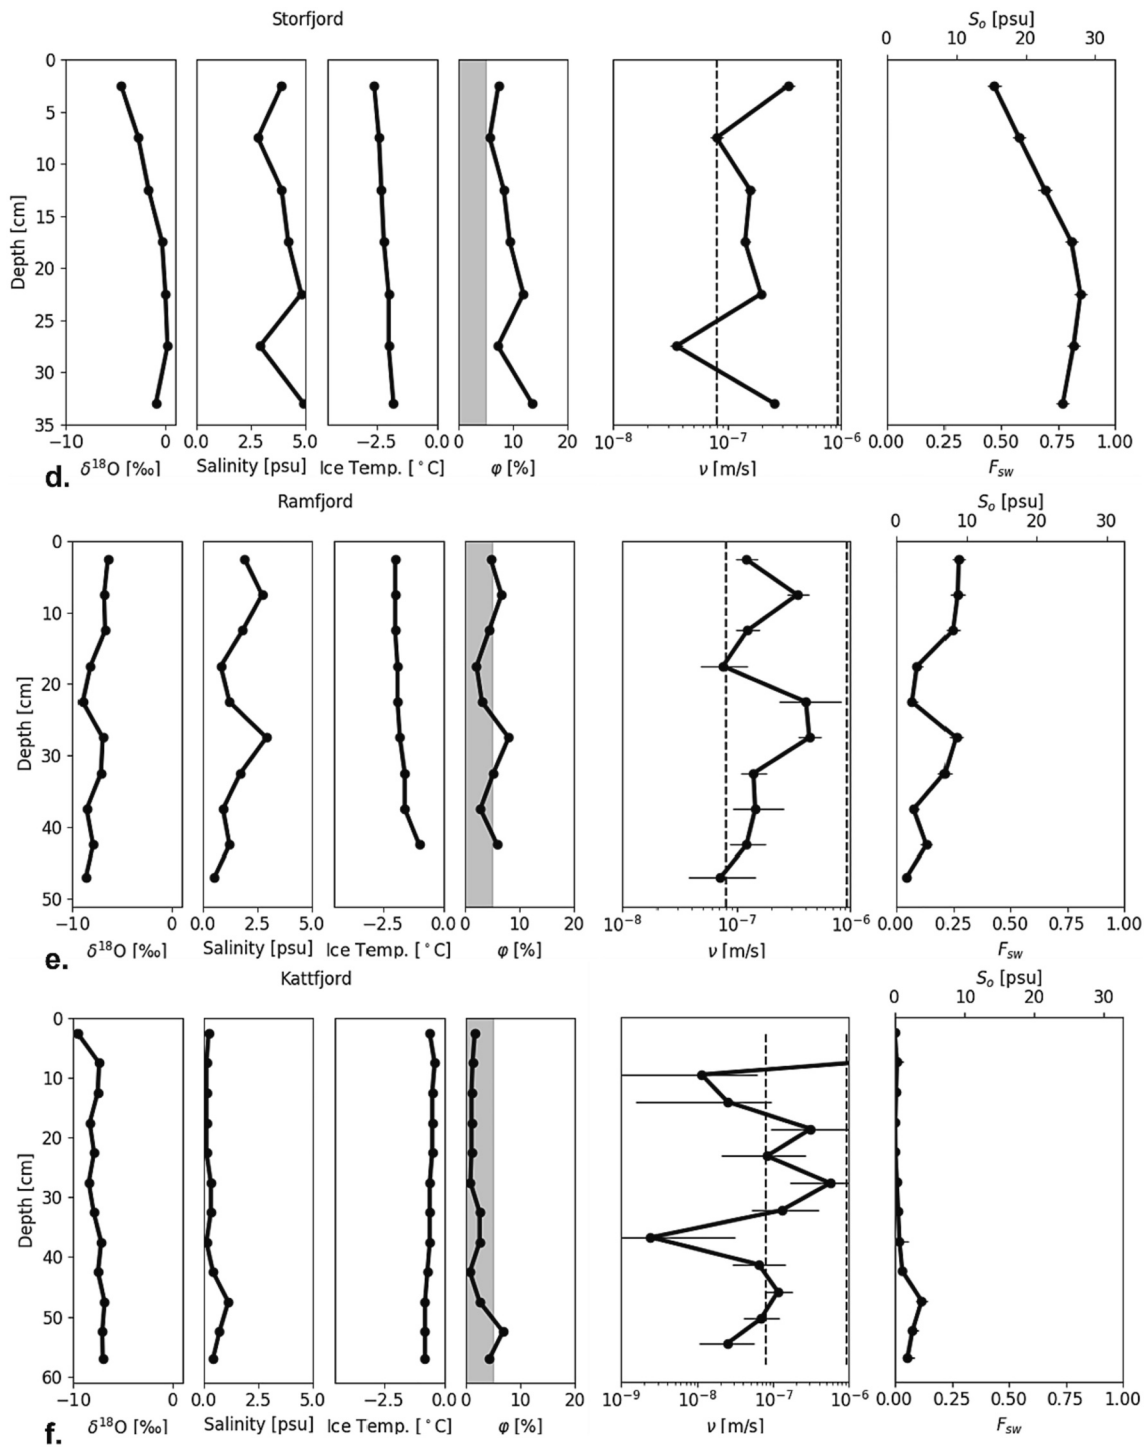 Storfjord
S_o [psu]
0 10 20 30
0
5
10
15
20
25
30
35
Depth [cm]
−10 0
0.0 2.5 5.0
−2.5 0.0
0 10 20
10⁻⁸ 10⁻⁷ 10⁻⁶
0.00 0.25 0.50 0.75 1.00
δ¹⁸O [‰]
Salinity [psu]
Ice Temp. [°C]
φ [%]
ν [m/s]
F_sw
d.
Ramfjord
S_o [psu]
0 10 20 30
0
10
20
30
40
50
Depth [cm]
−10 0
0.0 2.5 5.0
−2.5 0.0
0 10 20
10⁻⁸ 10⁻⁷ 10⁻⁶
0.00 0.25 0.50 0.75 1.00
δ¹⁸O [‰]
Salinity [psu]
Ice Temp. [°C]
φ [%]
ν [m/s]
F_sw
e.
Kattfjord
S_o [psu]
0 10 20 30
0
10
20
30
40
50
60
Depth [cm]
−10 0
0.0 2.5 5.0
−2.5 0.0
0 10 20
10⁻⁹ 10⁻⁸ 10⁻⁷ 10⁻⁶
0.00 0.25 0.50 0.75 1.00
δ¹⁸O [‰]
Salinity [psu]
Ice Temp. [°C]
φ [%]
ν [m/s]
F_sw
f.